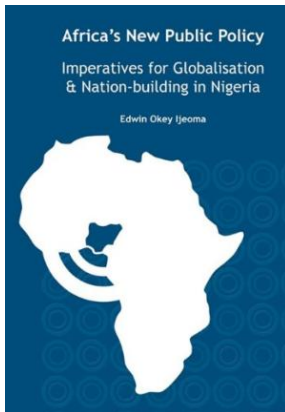 Africa's New Public Policy
Imperatives for Globalisation
& Nation-building in Nigeria
Edwin Okey Ijeoma